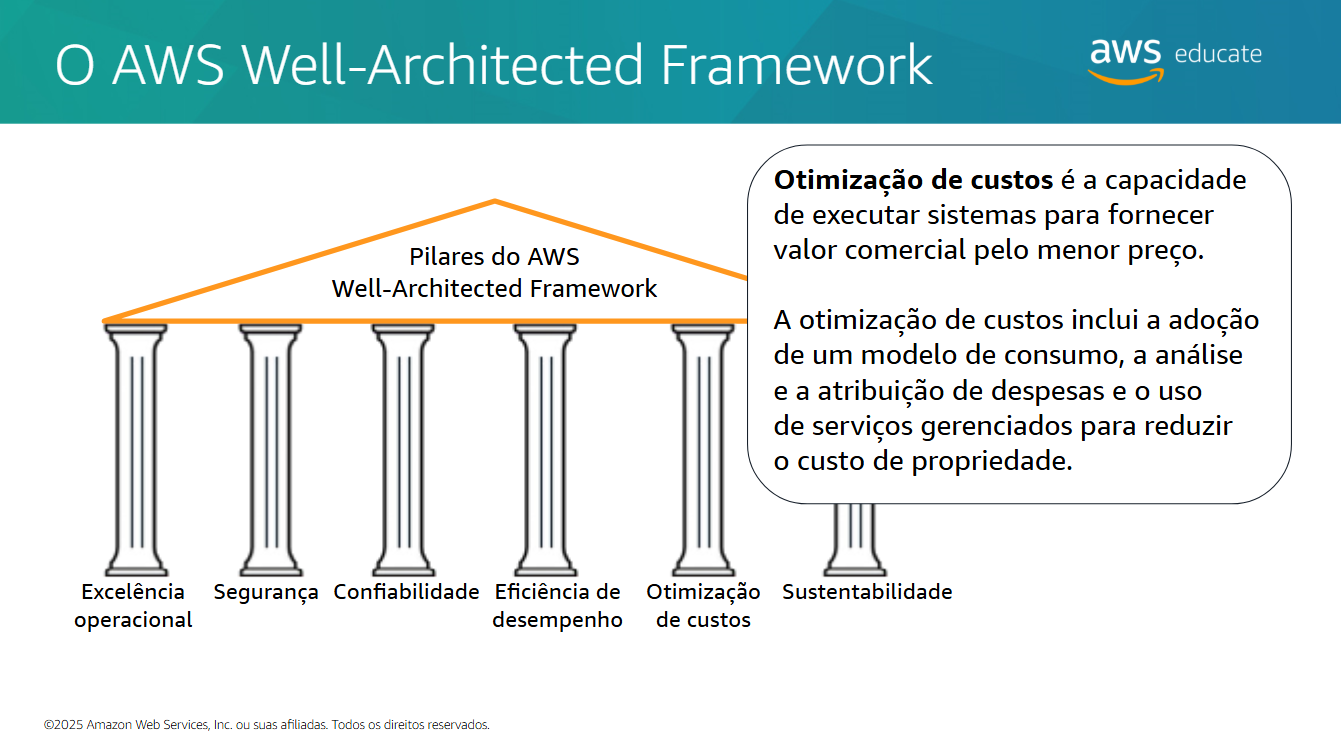 O AWS Well-Architected Framework
aws educate
Pilares do AWS
Well-Architected Framework
Otimização de custos é a capacidade
de executar sistemas para fornecer
valor comercial pelo menor preço.
A otimização de custos inclui a adoção
de um modelo de consumo, a análise
e a atribuição de despesas e o uso
de serviços gerenciados para reduzir
o custo de propriedade.
Excelência
operacional
Segurança
Confiabilidade
Eficiência de
desempenho
Otimização
de custos
Sustentabilidade
©2025 Amazon Web Services, Inc. ou suas afiliadas. Todos os direitos reservados.